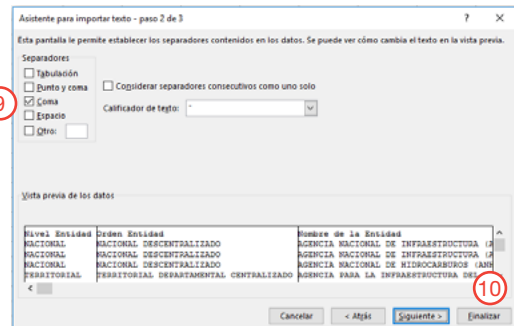 Asistente para importar texto - paso 2 de 3 ? ×
Esta pantalla le permite establecer los separadores contenidos en los datos. Se puede ver cómo cambia el texto en la vista previa.
Separadores
Tabulación
Punto y coma
Considerar separadores consecutivos como uno solo
9
Coma
Calificador de texto: "
Espacio
Otro:
Vista previa de los datos
Nivel Entidad Orden Entidad Nombre de la Entidad
NACIONAL NACIONAL DESCENTRALIZADO AGENCIA NACIONAL DE INFRAESTRUCTURA (A
NACIONAL NACIONAL DESCENTRALIZADO AGENCIA NACIONAL DE INFRAESTRUCTURA (A
NACIONAL NACIONAL DESCENTRALIZADO AGENCIA NACIONAL DE HIDROCARBUROS (ANH
TERRITORIAL TERRITORIAL DEPARTAMENTAL CENTRALIZADO AGENCIA PARA LA INFRAESTRUCTURA DEL
10
Cancelar < Atrás Siguiente > Finalizar